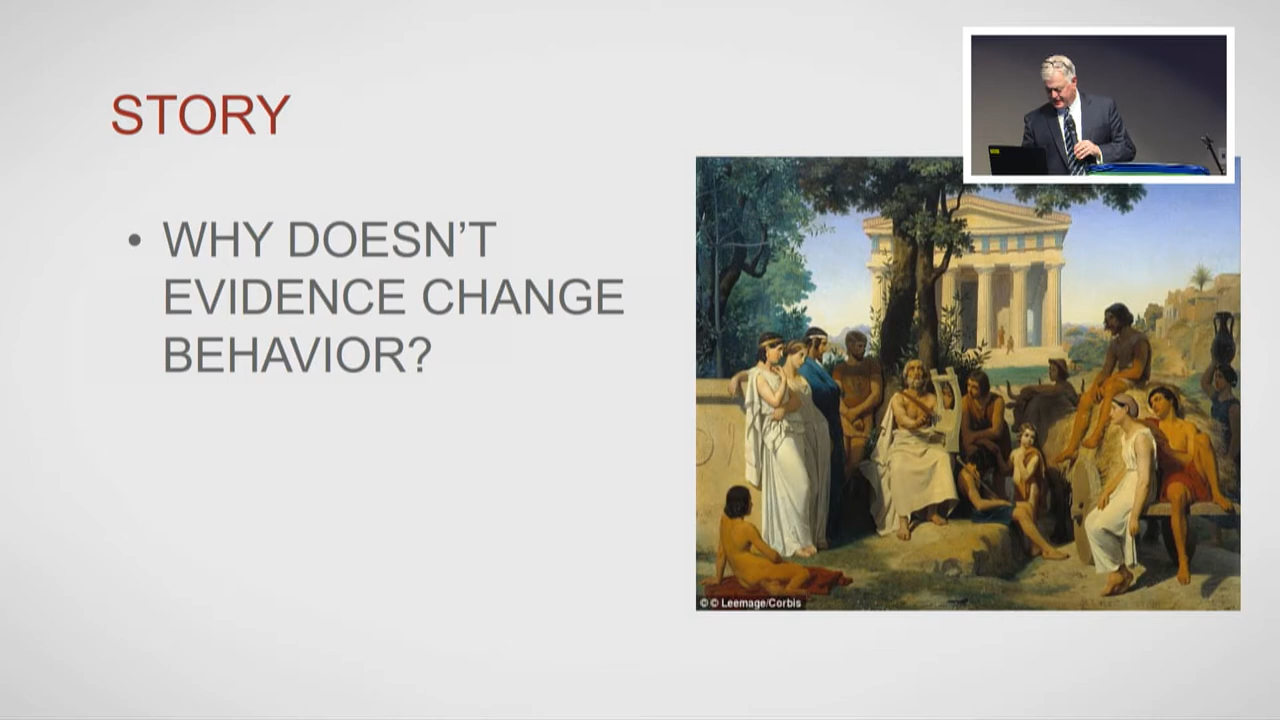 STORY
• WHY DOESN’T
EVIDENCE CHANGE
BEHAVIOR?
© © Leemage/Corbis